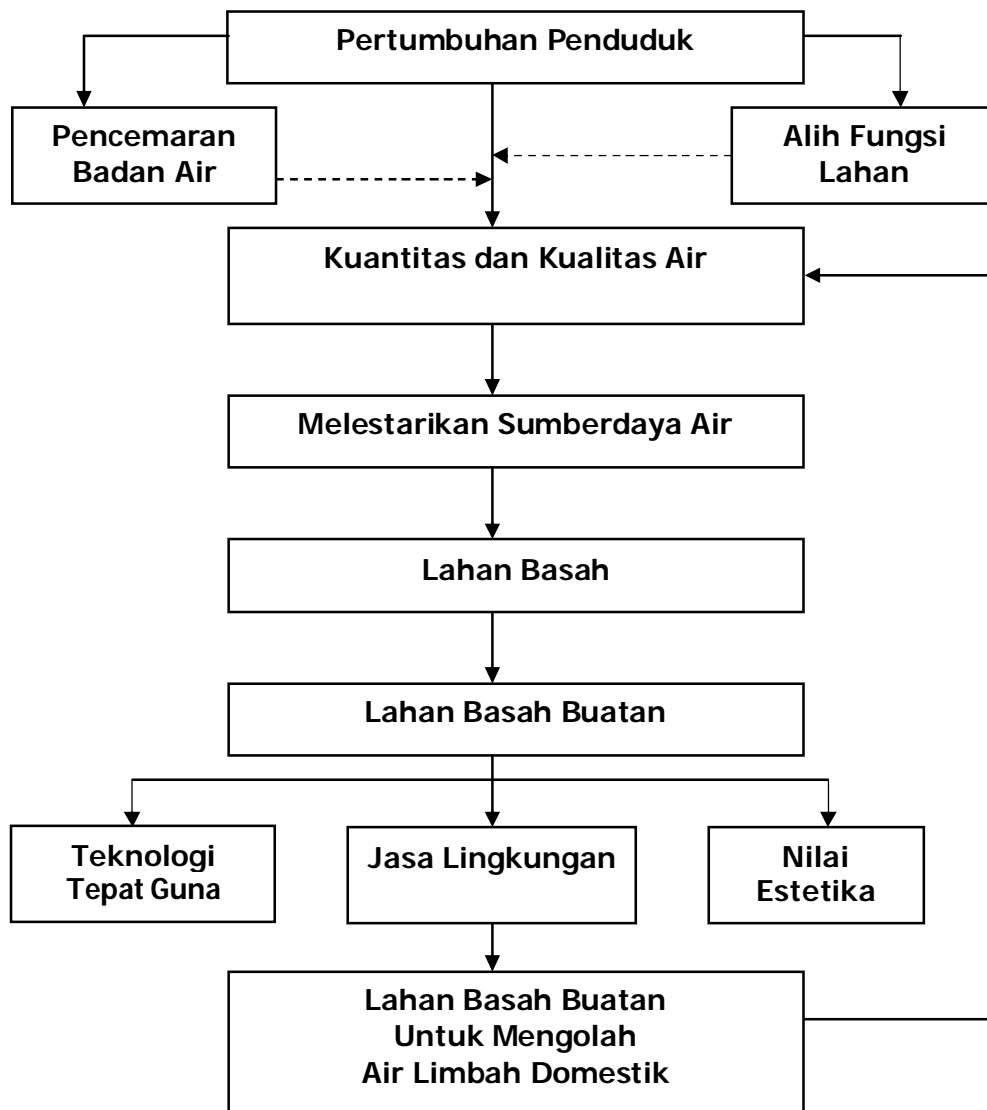 Pertumbuhan Penduduk
Pencemaran
Badan Air
Alih Fungsi
Lahan
Kuantitas dan Kualitas Air
Melestarikan Sumberdaya Air
Lahan Basah
Lahan Basah Buatan
Teknologi
Tepat Guna
Jasa Lingkungan
Nilai
Estetika
Lahan Basah Buatan
Untuk Mengolah
Air Limbah Domestik